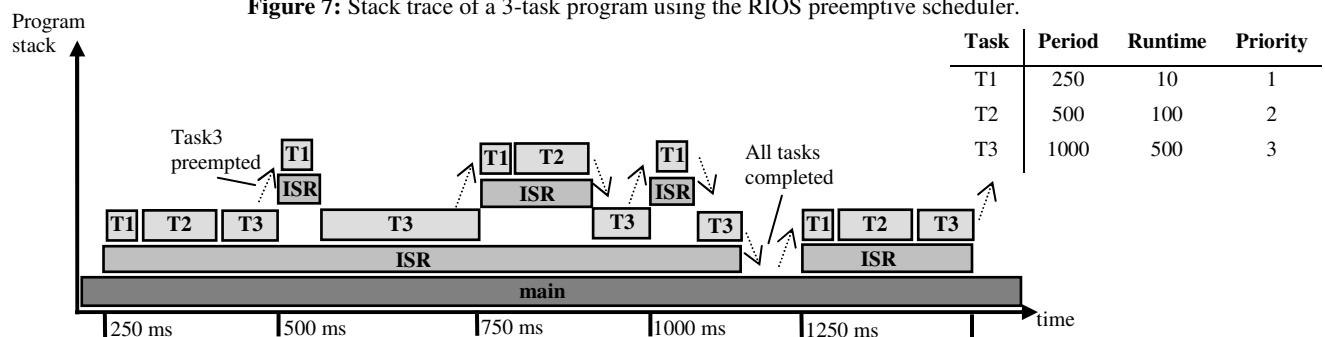 Figure 7: Stack trace of a 3-task program using the RIOS preemptive scheduler.
Program
stack
Task Period Runtime Priority
T1 250 10 1
T2 500 100 2
T3 1000 500 3
Task3
preempted
All tasks
completed
T1
ISR
T1 T2
ISR
T1
ISR
T1 T2 T3 T3 T3 T3 T1 T2 T3
ISR ISR
main
250 ms 500 ms 750 ms 1000 ms 1250 ms
time